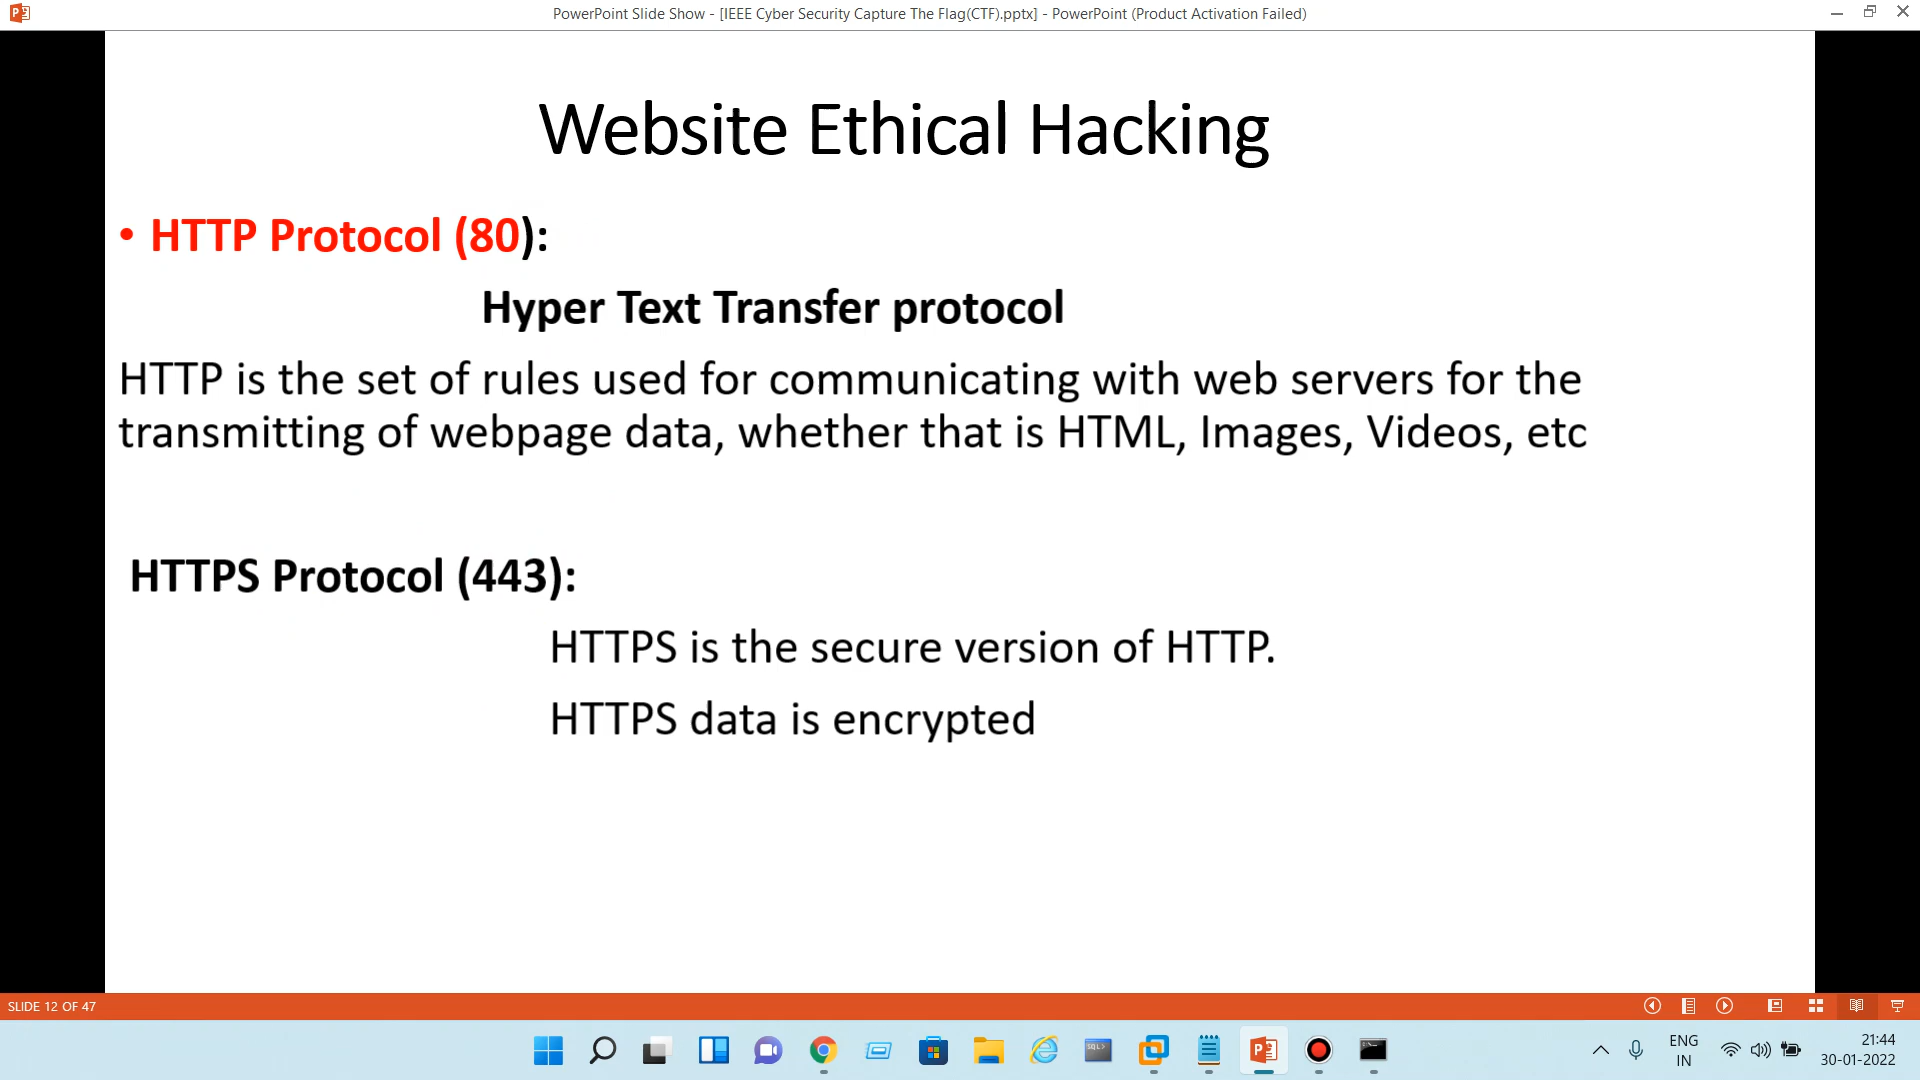 PowerPoint Slide Show - [IEEE Cyber Security Capture The Flag(CTF).pptx] - PowerPoint (Product Activation Failed)
Website Ethical Hacking
• HTTP Protocol (80):
Hyper Text Transfer protocol
HTTP is the set of rules used for communicating with web servers for the
transmitting of webpage data, whether that is HTML, Images, Videos, etc
HTTPS Protocol (443):
HTTPS is the secure version of HTTP.
HTTPS data is encrypted
SLIDE 12 OF 47
SQL>
ENG
IN
21:44
30-01-2022